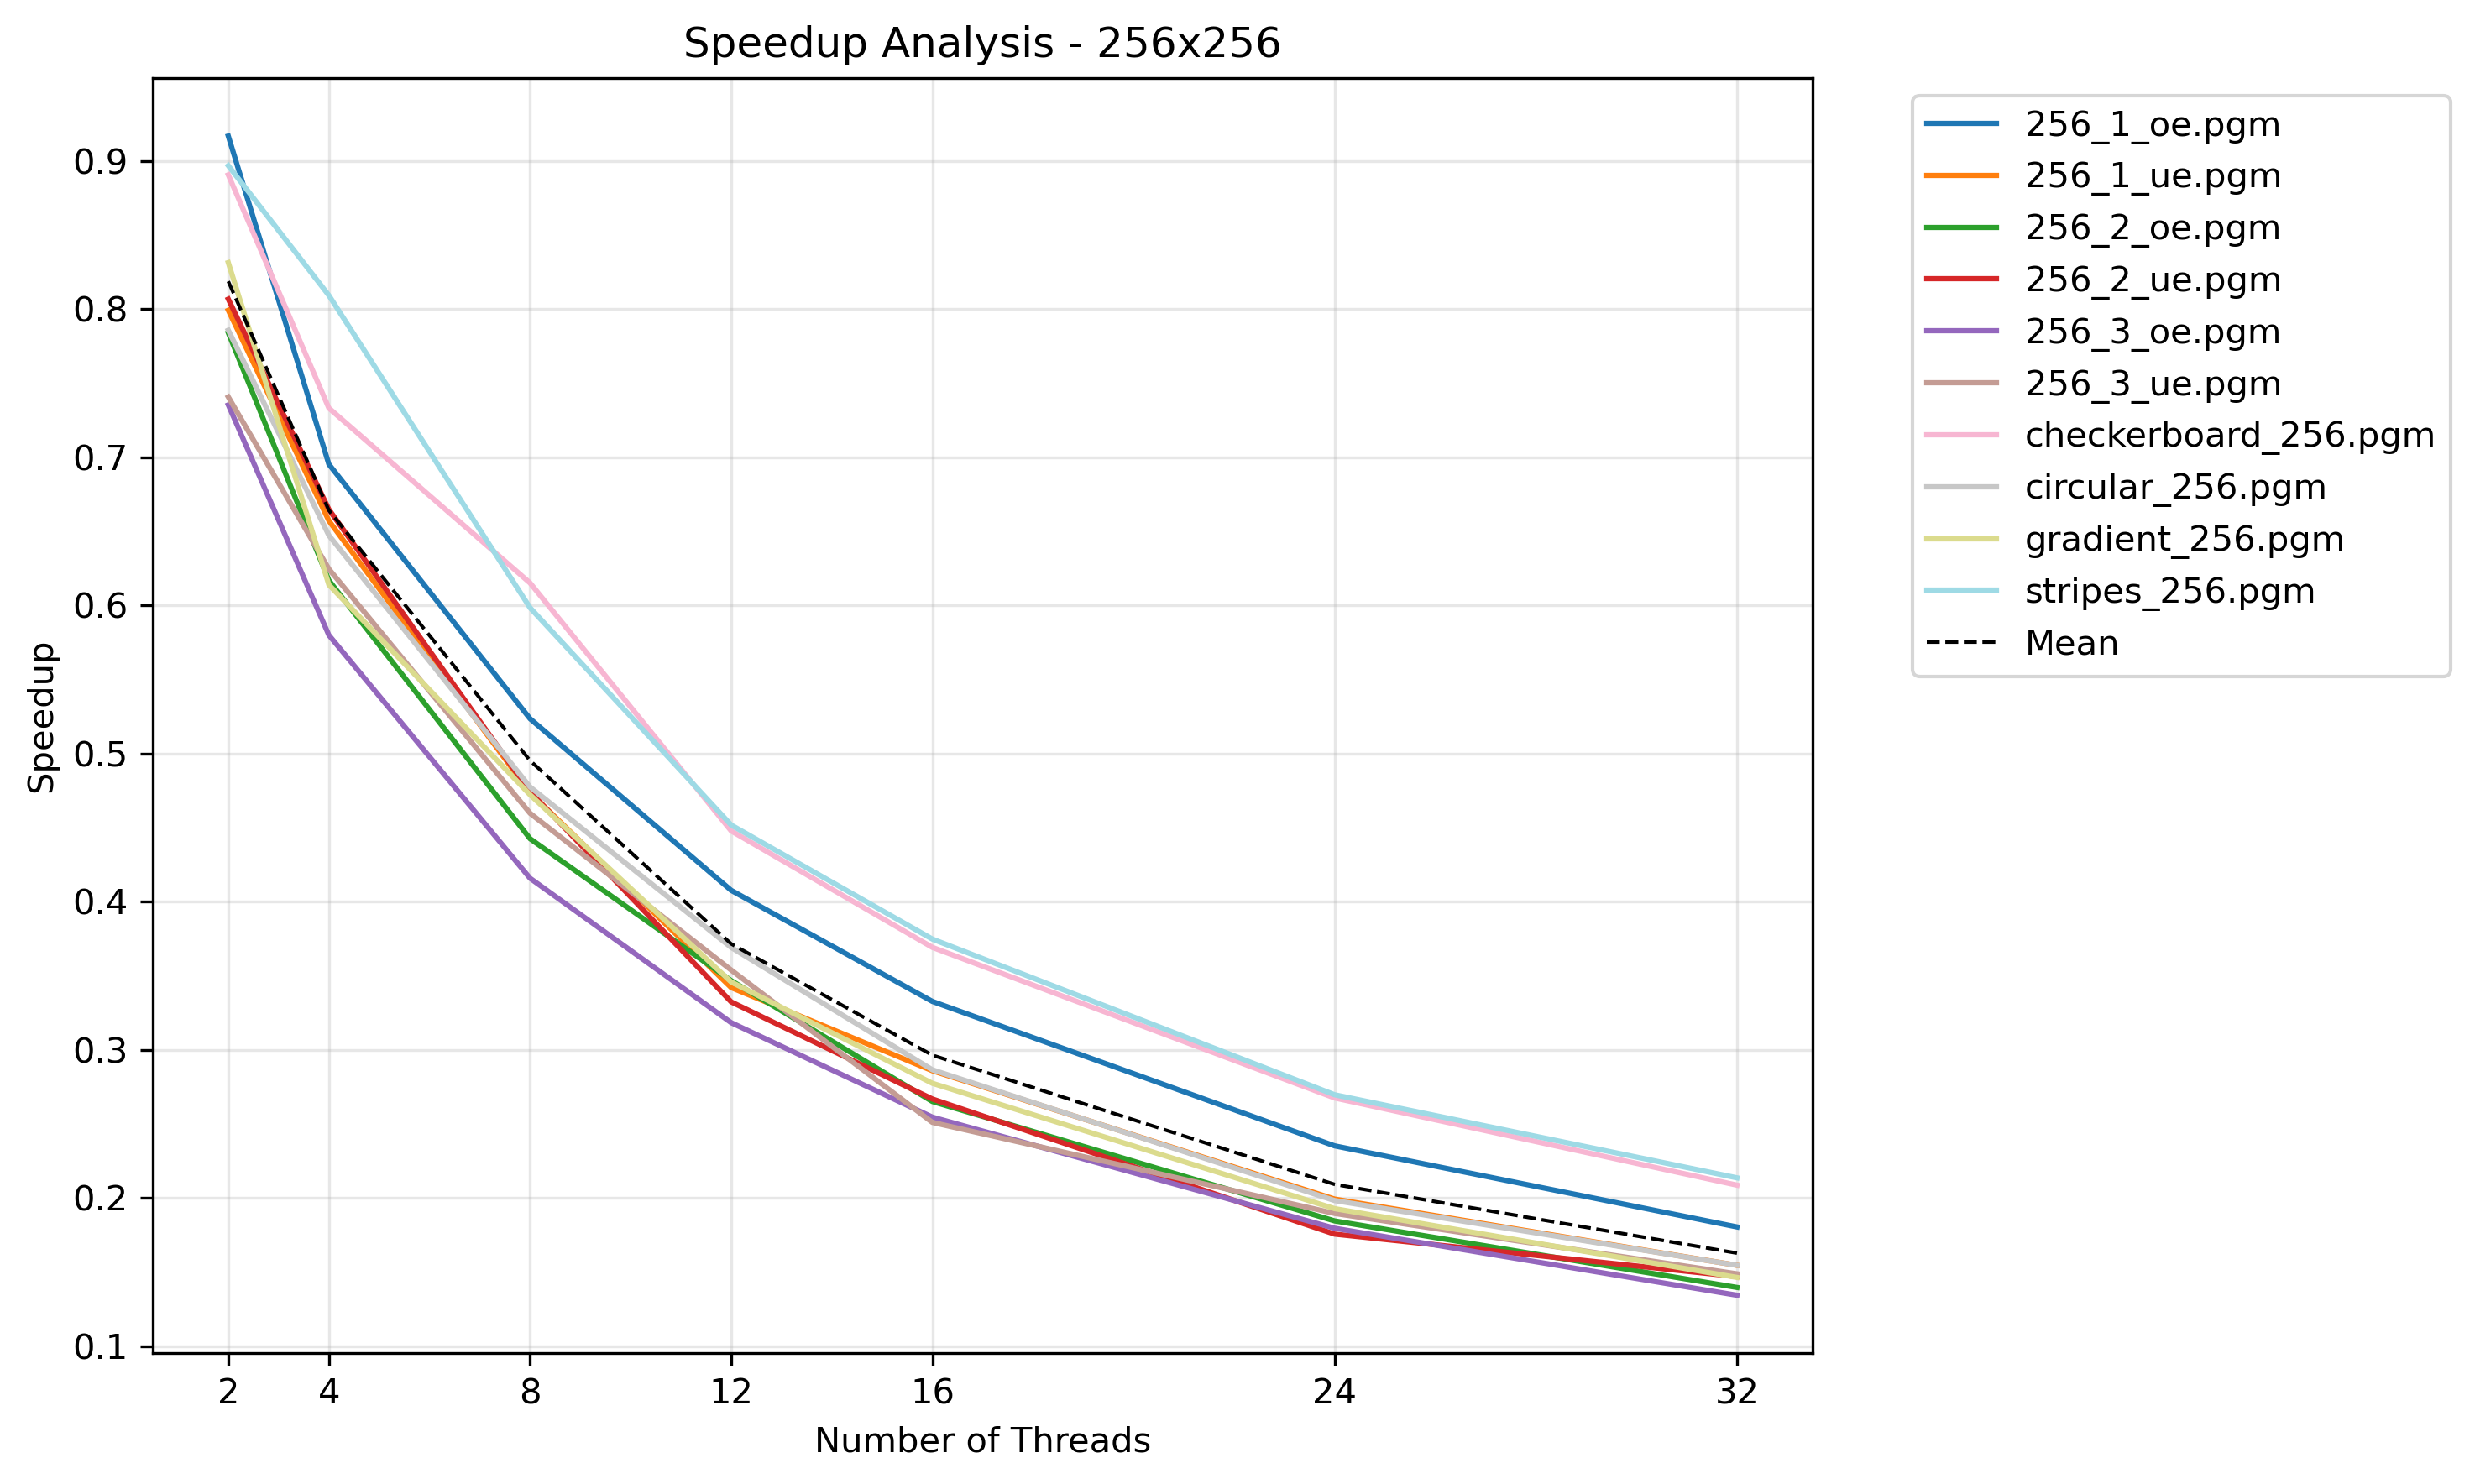 Speedup Analysis - 256x256
Speedup
0.9
0.8
0.7
0.6
0.5
0.4
0.3
0.2
0.1
2 4 8 12 16 24 32
Number of Threads
256_1_oe.pgm
256_1_ue.pgm
256_2_oe.pgm
256_2_ue.pgm
256_3_oe.pgm
256_3_ue.pgm
checkerboard_256.pgm
circular_256.pgm
gradient_256.pgm
stripes_256.pgm
Mean